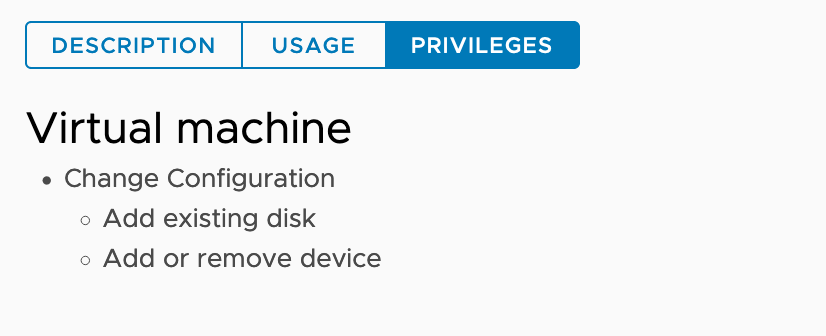 DESCRIPTION USAGE PRIVILEGES
Virtual machine
Change Configuration
Add existing disk
Add or remove device